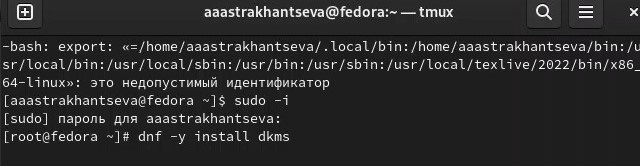 aaastrakhantseva@fedora:~ — tmux
-bash: export: «=/home/aaastrakhantseva/.local/bin:/home/aaastrakhantseva/bin:/u
sr/local/bin:/usr/local/sbin:/usr/bin:/usr/sbin:/usr/local/texlive/2022/bin/x86_
64-linux»: это недопустимый идентификатор
[aaastrakhantseva@fedora ~]$ sudo -i
[sudo] пароль для aaastrakhantseva:
[root@fedora ~]# dnf -y install dkms